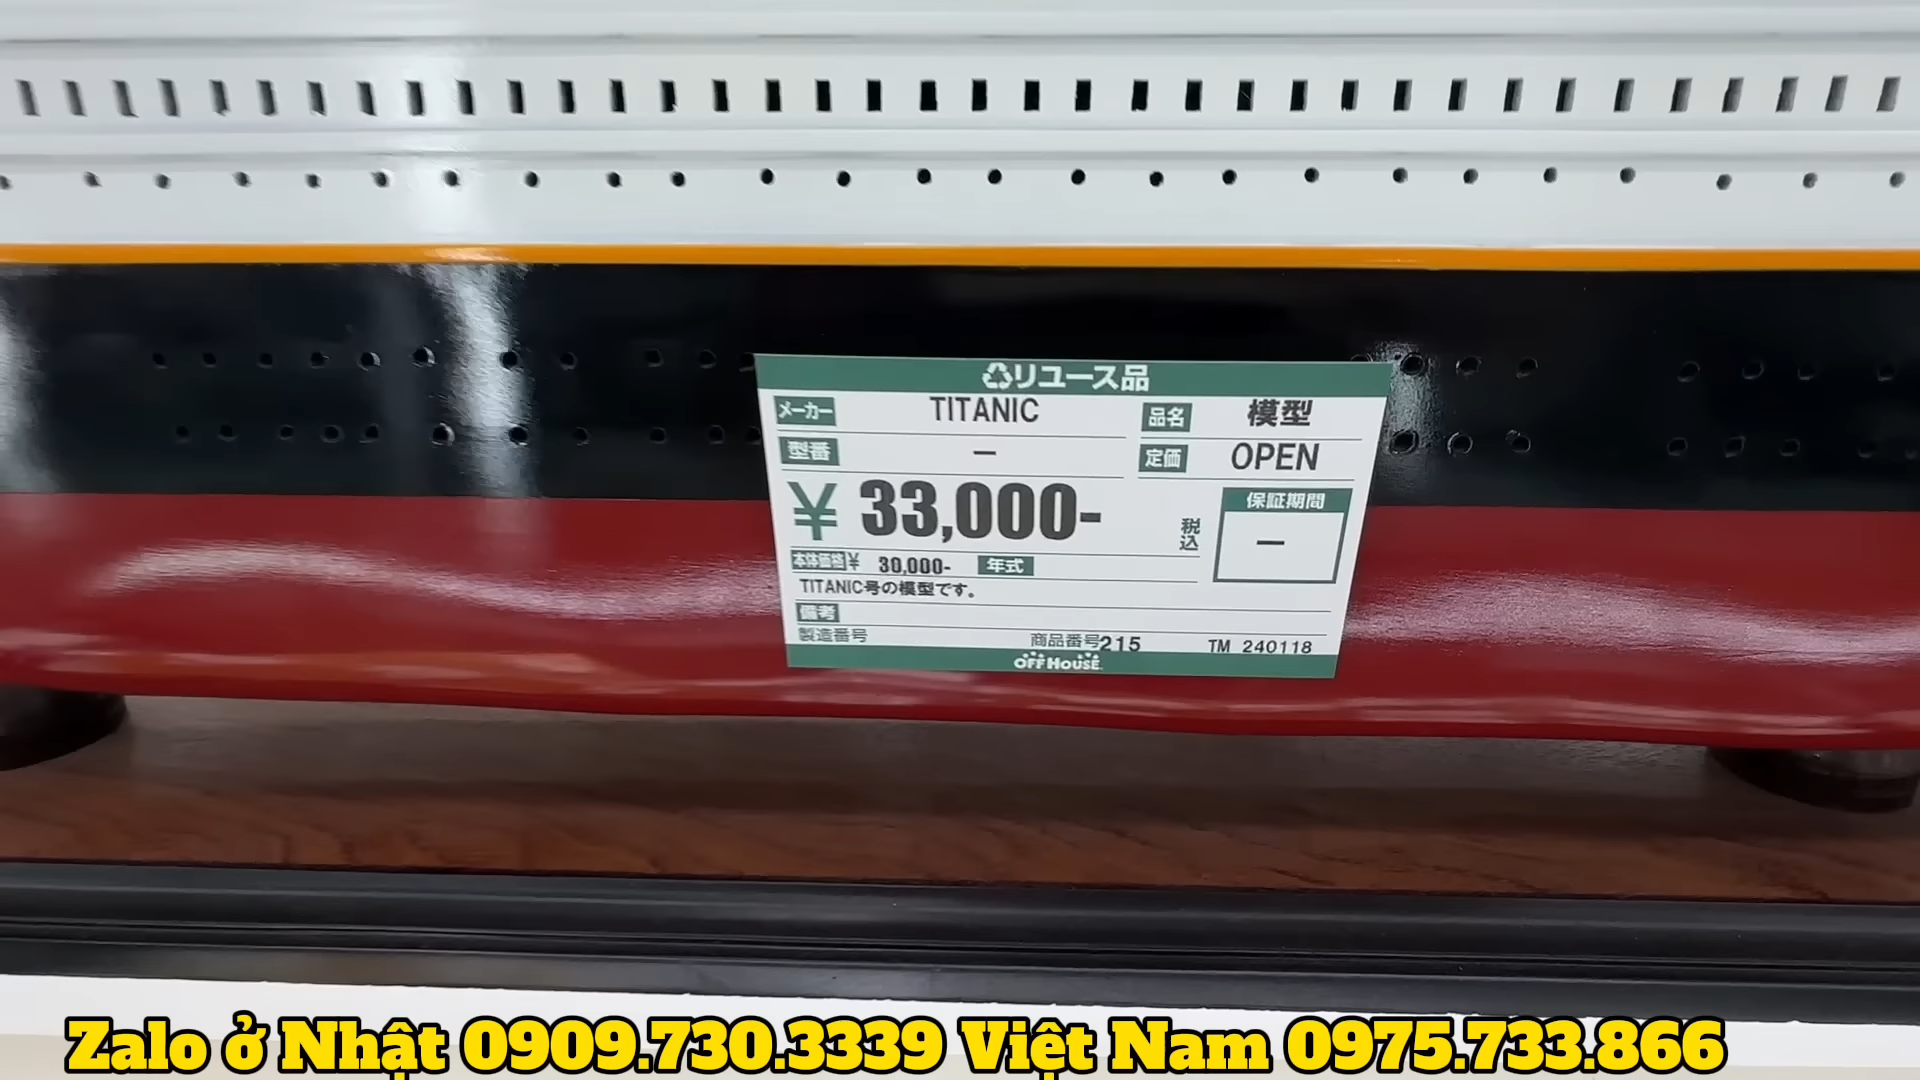 リユース品
メーカー TITANIC 品名 模型
型番 － 定価 OPEN
¥ 33,000- 税込 保証期間 －
本体価格¥ 30,000- 年式
TITANIC号の模型です。
備考
製造番号 商品番号215 TM 240118
OFF HOUSE
Zalo ở Nhật 0909.730.3339 Việt Nam 0975.733.866